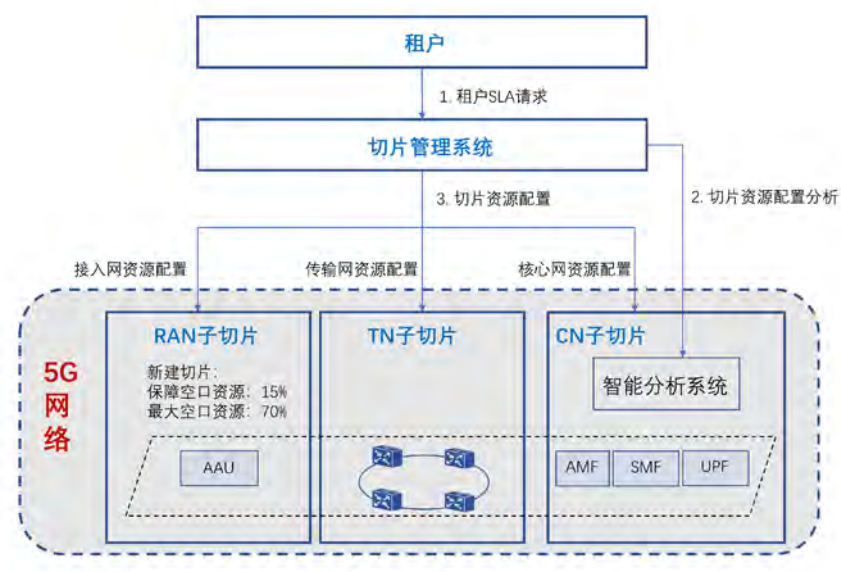 租户
1. 租户SLA请求
切片管理系统
3. 切片资源配置
2. 切片资源配置分析
接入网资源配置
传输网资源配置
核心网资源配置
5G
网
络
RAN子切片
新建切片:
保障空口资源: 15%
最大空口资源: 70%
AAU
TN子切片
CN子切片
智能分析系统
AMF
SMF
UPF